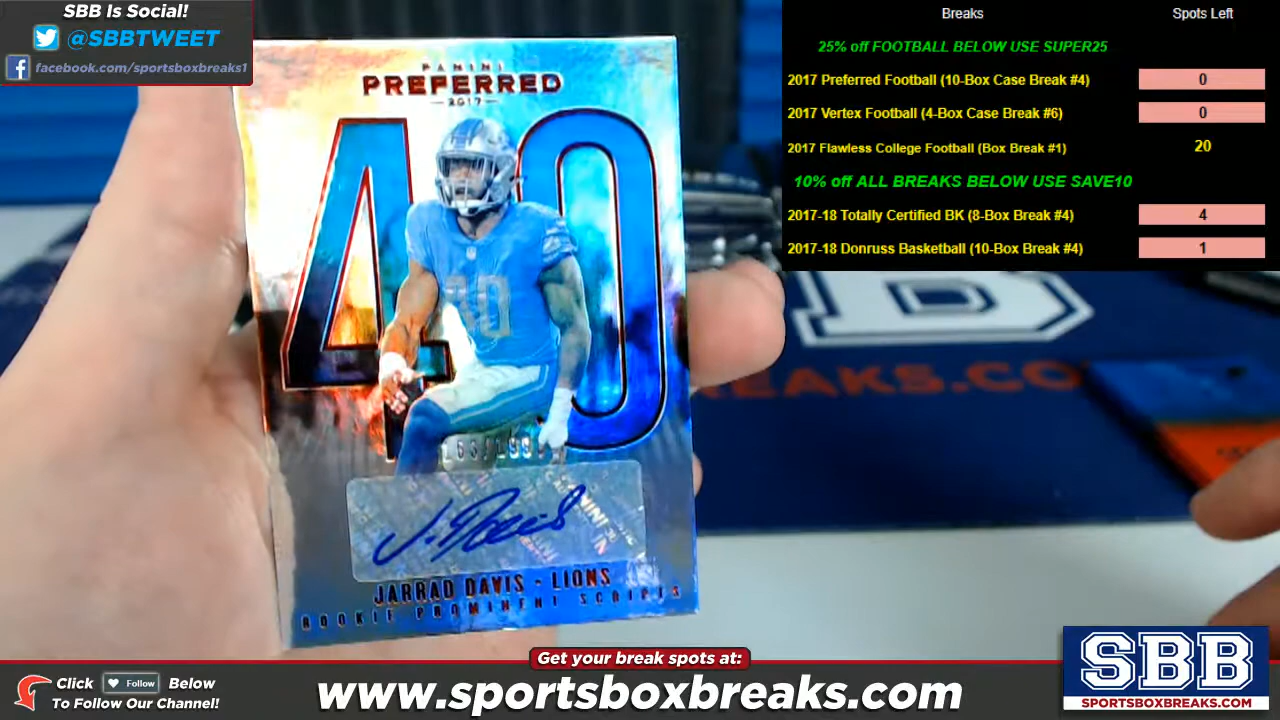 SBB Is Social!
@SBBTWEET
facebook.com/sportsboxbreaks1
Breaks Spots Left
25% off FOOTBALL BELOW USE SUPER25
2017 Preferred Football (10-Box Case Break #4) 0
2017 Vertex Football (4-Box Case Break #6) 0
2017 Flawless College Football (Box Break #1) 20
10% off ALL BREAKS BELOW USE SAVE10
2017-18 Totally Certified BK (8-Box Break #4) 4
2017-18 Donruss Basketball (10-Box Break #4) 1
PANINI
PREFERRED
2017
40
40
J. Davis
JARRAD DAVIS - LIONS
ROOKIE PROMINENT SCRIPTS
B
REAKS.CO
Get your break spots at:
Click Follow Below
To Follow Our Channel!
www.sportsboxbreaks.com
SBB
SPORTSBOXBREAKS.COM